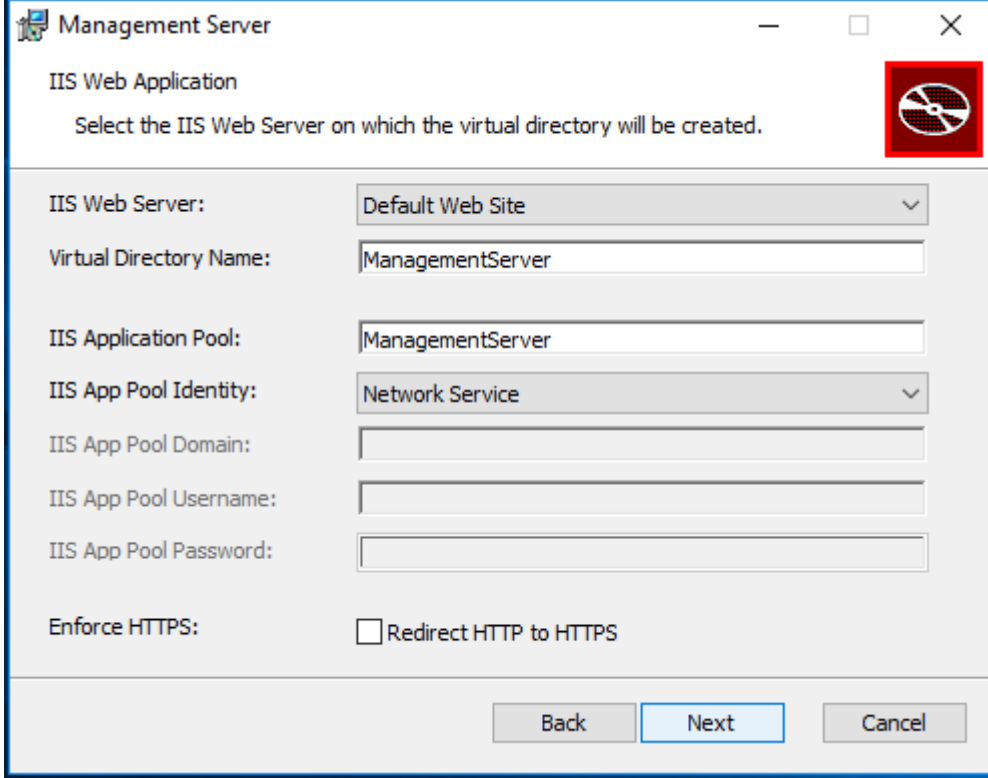 Management Server
IIS Web Application
Select the IIS Web Server on which the virtual directory will be created.
IIS Web Server: Default Web Site
Virtual Directory Name: ManagementServer
IIS Application Pool: ManagementServer
IIS App Pool Identity: Network Service
IIS App Pool Domain:
IIS App Pool Username:
IIS App Pool Password:
Enforce HTTPS: Redirect HTTP to HTTPS
Back Next Cancel